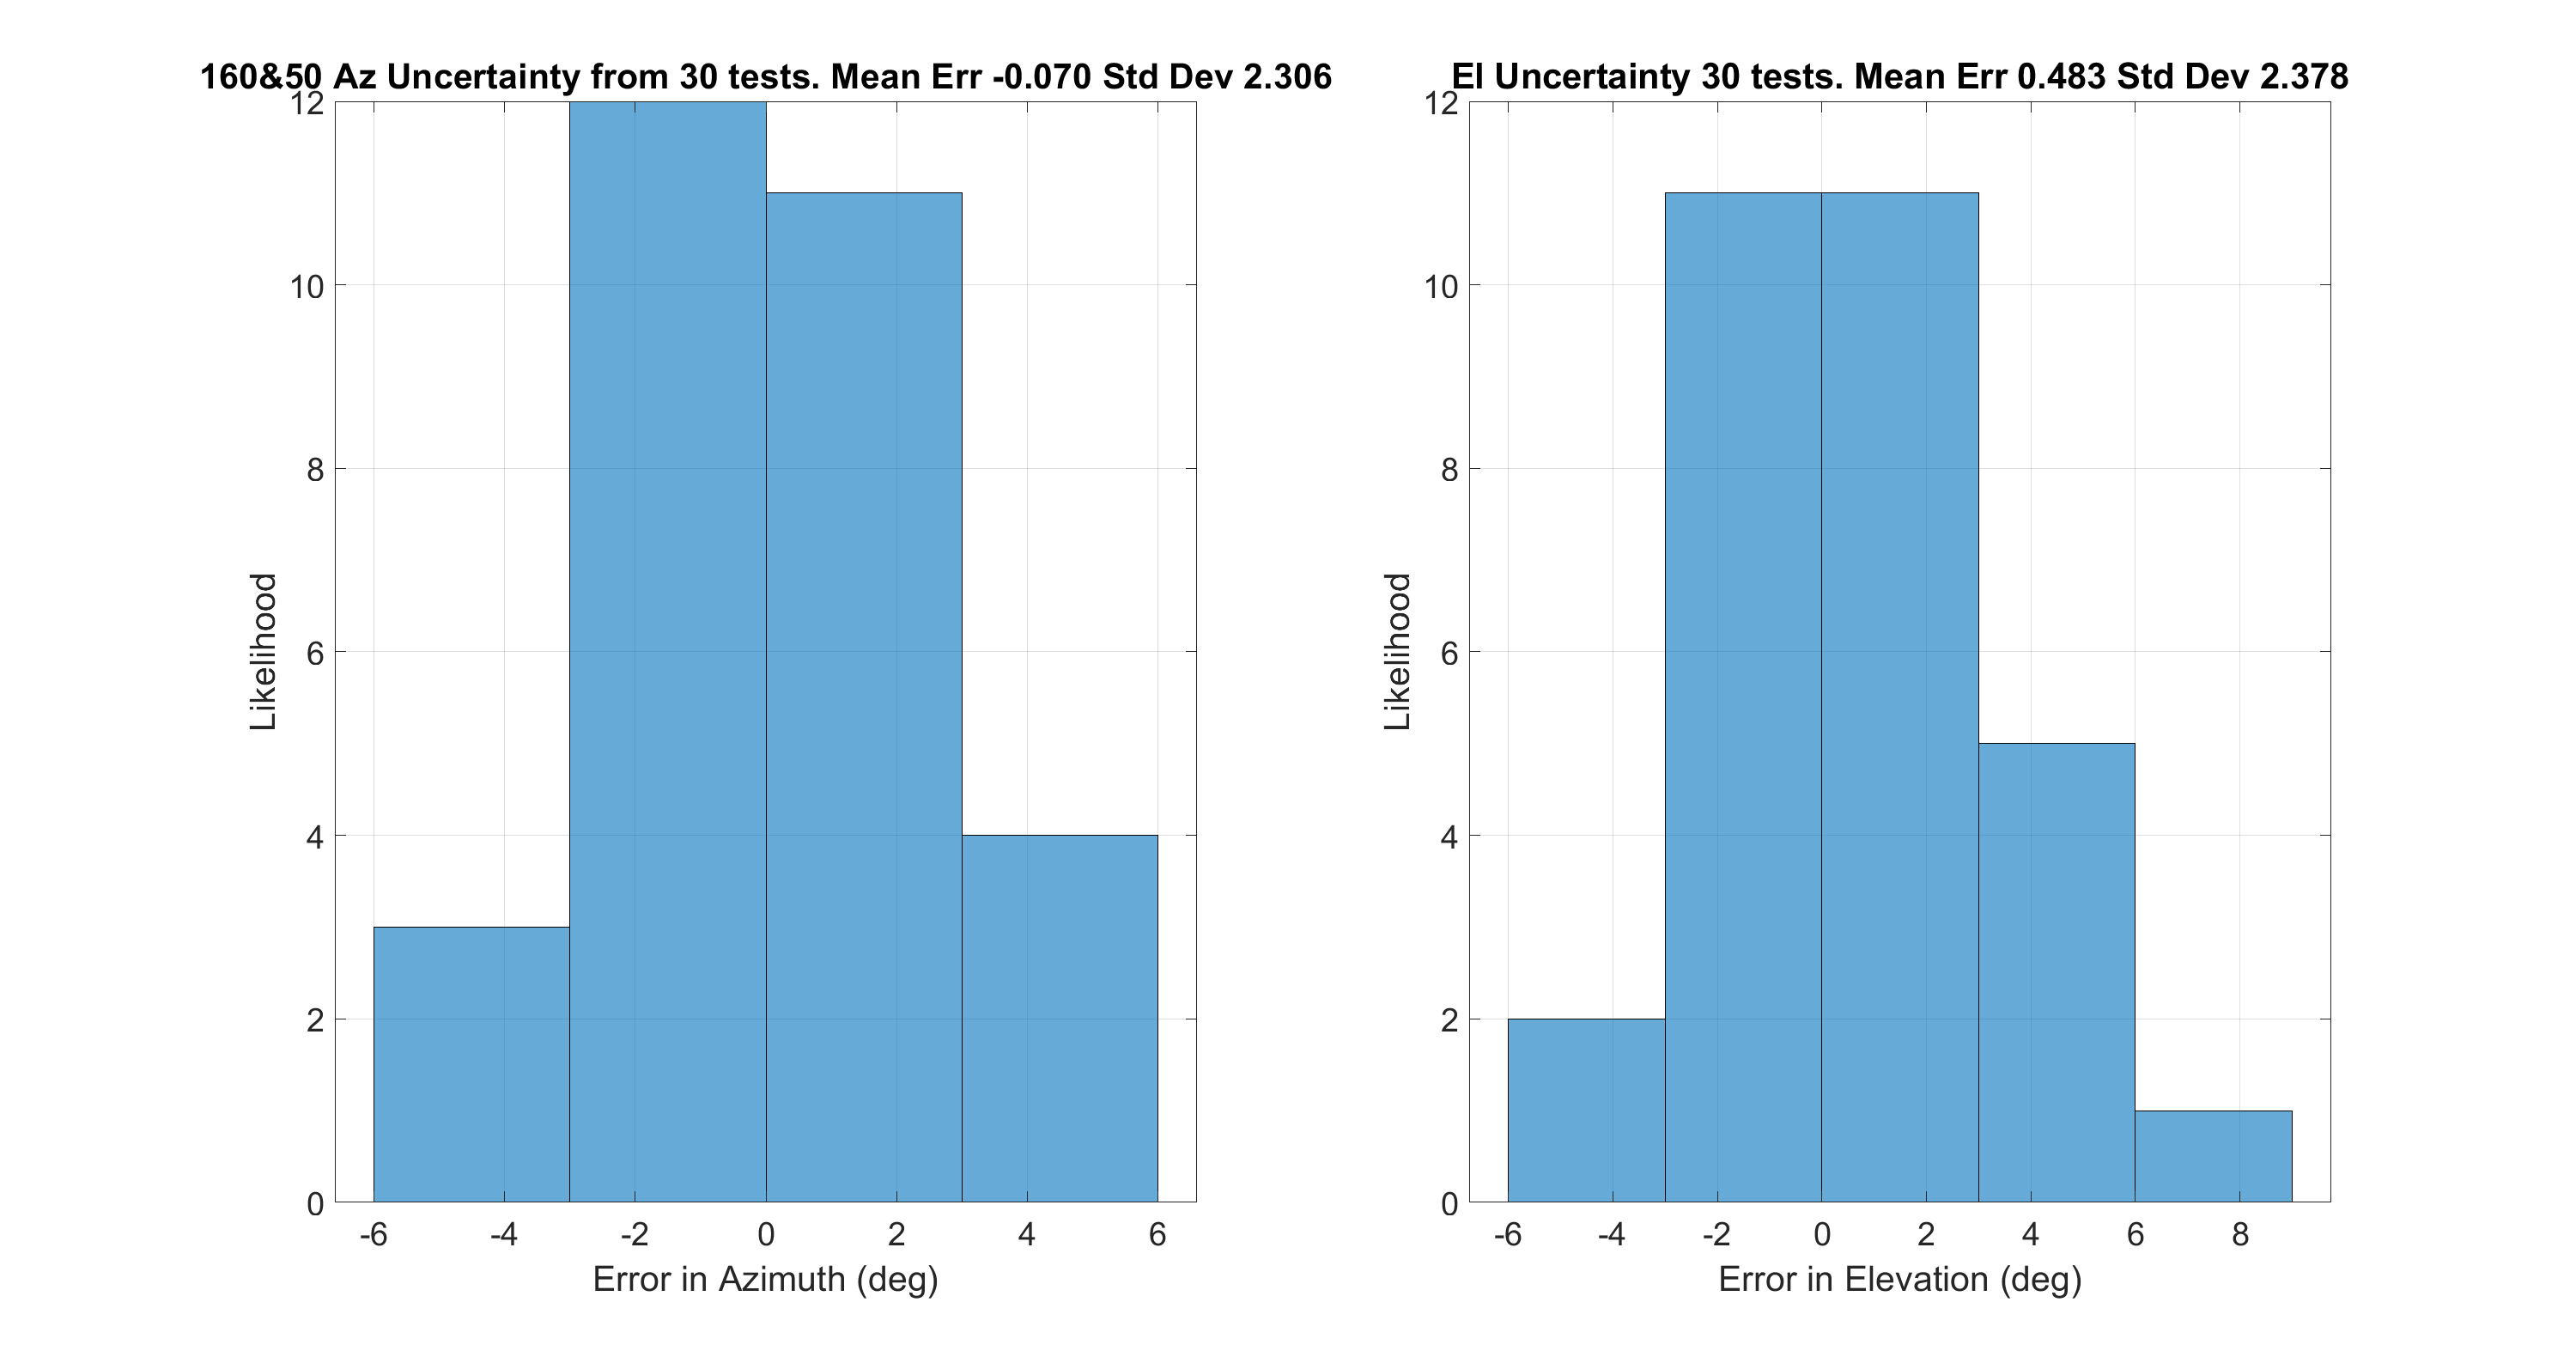 160&50 Az Uncertainty from 30 tests. Mean Err -0.070 Std Dev 2.306
12
10
8
6
4
2
0
Likelihood
-6 -4 -2 0 2 4 6
Error in Azimuth (deg)
El Uncertainty 30 tests. Mean Err 0.483 Std Dev 2.378
12
10
8
6
4
2
0
Likelihood
-6 -4 -2 0 2 4 6 8
Error in Elevation (deg)